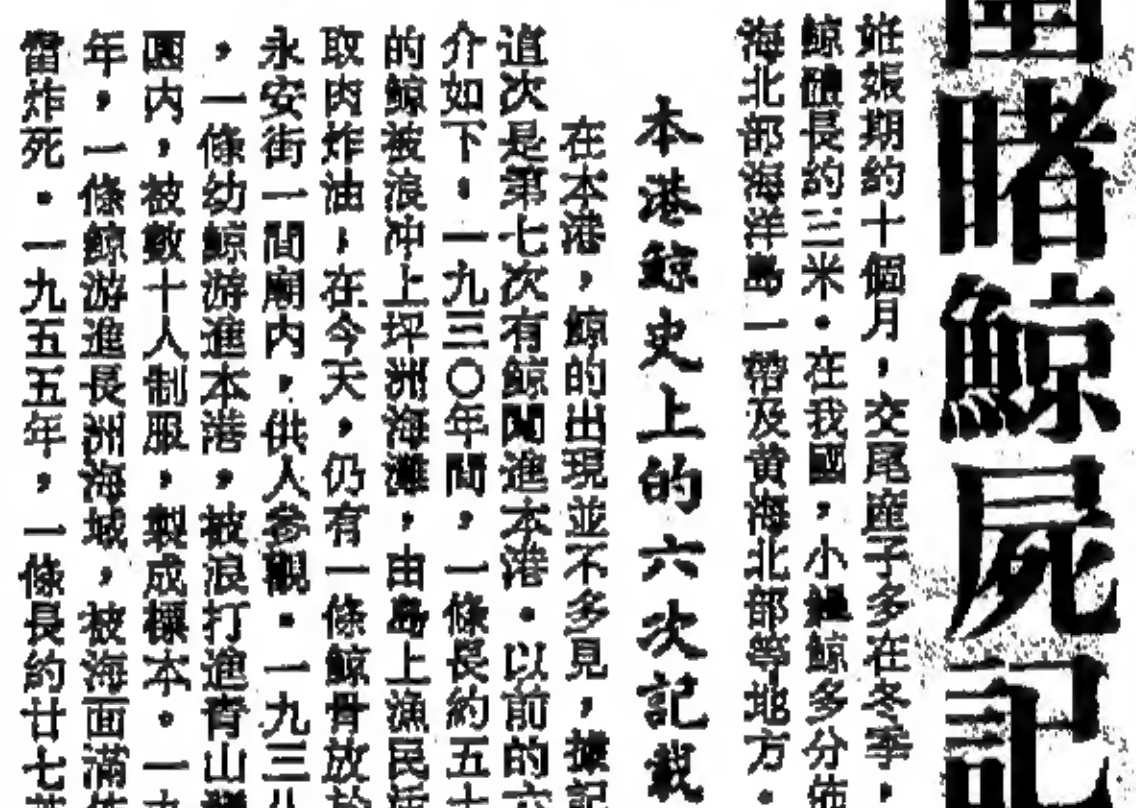 睹鯨屍記
姙娠期約十個月，交尾產子多在冬季，
鯨體長約三米。在我國，小鰛鯨多分佈
海北部海洋島一帶及黃海北部等地方。
本港鯨史上的六次記載
在本港，鯨的出現並不多見，據記
這次是第七次有鯨闖進本港。以前的六
介如下：一九三〇年間，一條長約五十
的鯨被浪冲上坪洲海灘，由島上漁民
取肉炸油，在今天，仍有一條鯨骨放於
永安街一間廟內，供人參觀。一九三八
，一條幼鯨游進本港，被浪打進青山
圍內，被數十人制服，製成標本。一九
年，一條鯨游進長洲海域，被海面滿佈
雷炸死。一九五五年，一條長約廿七